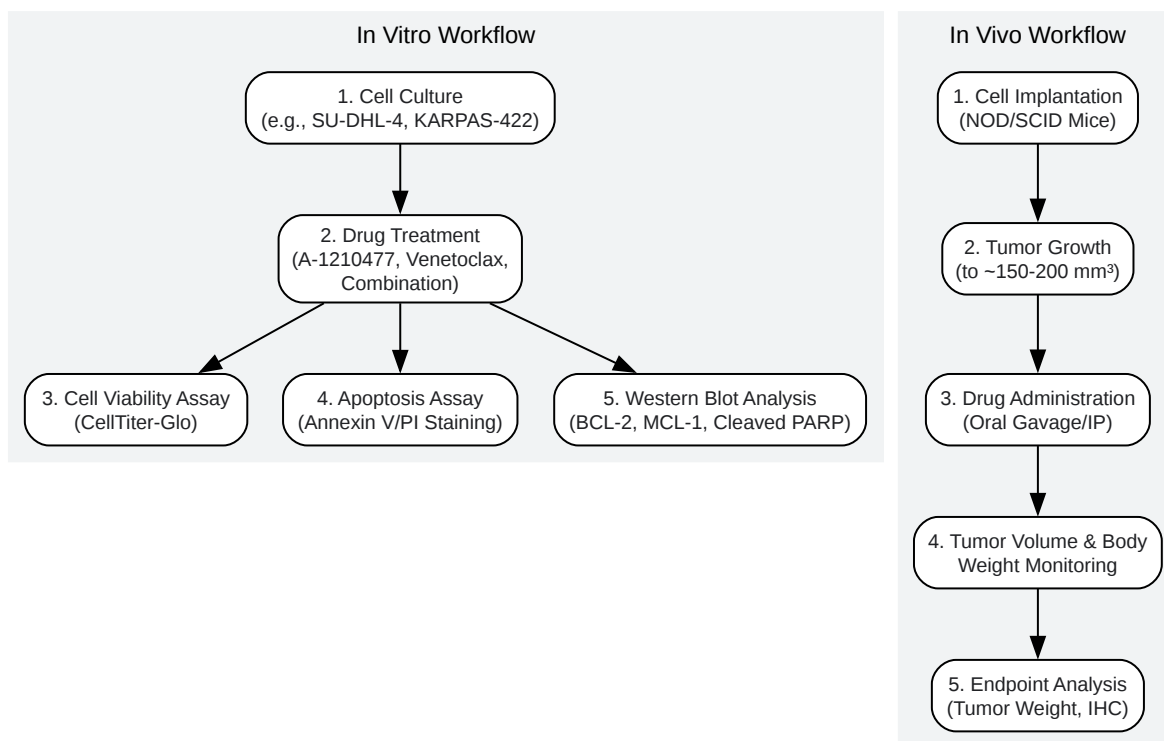 In Vitro Workflow
1. Cell Culture
(e.g., SU-DHL-4, KARPAS-422)
2. Drug Treatment
(A-1210477, Venetoclax,
Combination)
3. Cell Viability Assay
(CellTiter-Glo)
4. Apoptosis Assay
(Annexin V/PI Staining)
5. Western Blot Analysis
(BCL-2, MCL-1, Cleaved PARP)
In Vivo Workflow
1. Cell Implantation
(NOD/SCID Mice)
2. Tumor Growth
(to ~150-200 mm³)
3. Drug Administration
(Oral Gavage/IP)
4. Tumor Volume & Body
Weight Monitoring
5. Endpoint Analysis
(Tumor Weight, IHC)